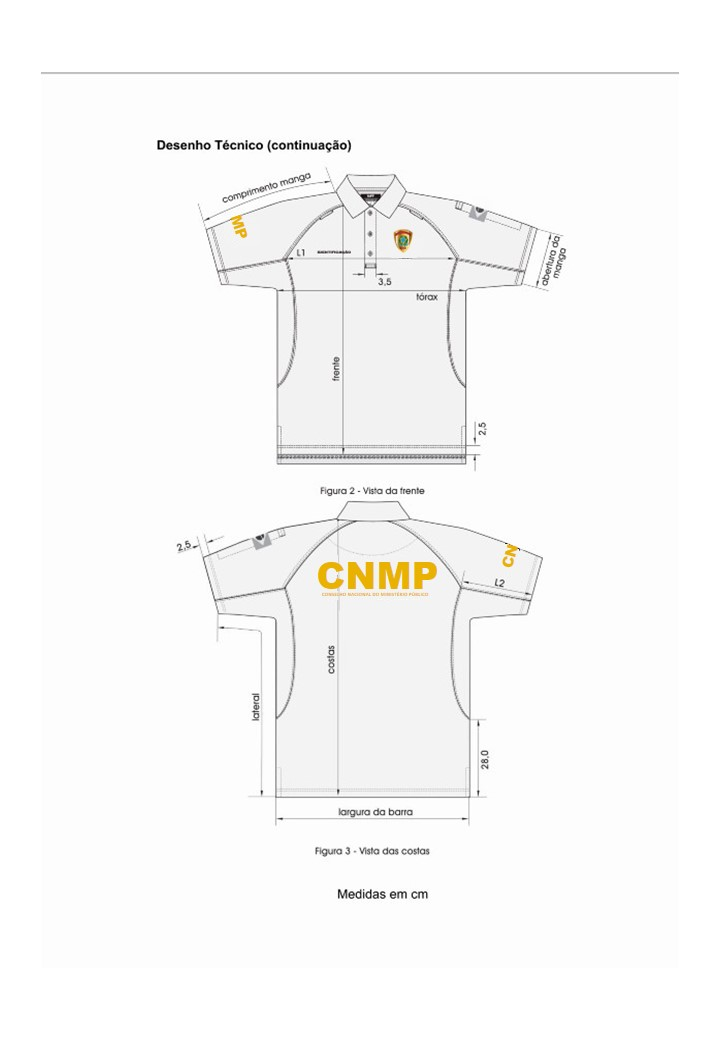 Desenho Técnico (continuação)
comprimento manga
MP
L1
IDENTIFICAÇÃO
3,5
abertura da
manga
tórax
frente
2,5
Figura 2 - Vista da frente
2,5
CN
CNMP
CONSELHO NACIONAL DO MINISTÉRIO PÚBLICO
L2
costas
lateral
28,0
largura da barra
Figura 3 - Vista das costas
Medidas em cm